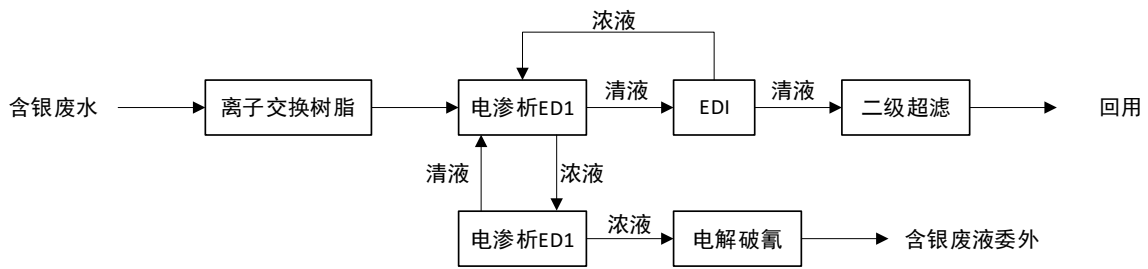 浓液
含银废水
离子交换树脂
电渗析ED1
清液
EDI
清液
二级超滤
回用
清液
浓液
电渗析ED1
浓液
电解破氰
含银废液委外